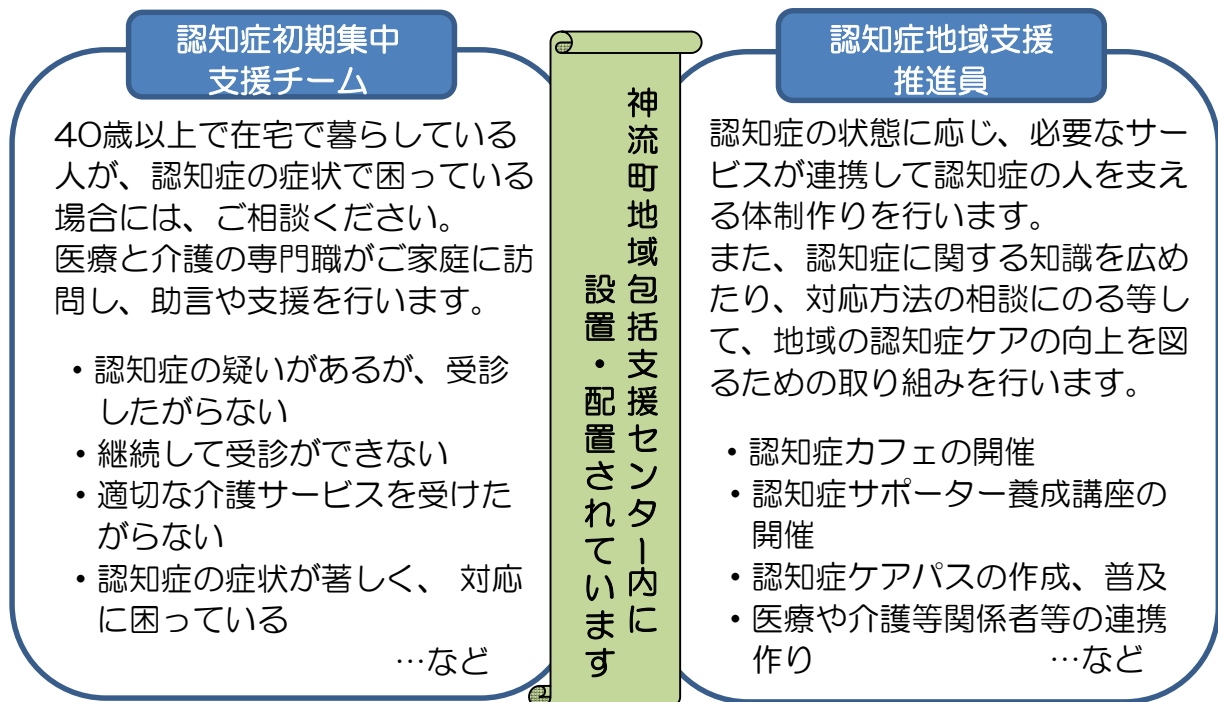 認知症初期集中
支援チーム
40歳以上で在宅で暮らしている
人が、認知症の症状で困っている
場合には、ご相談ください。
医療と介護の専門職がご家庭に訪
問し、助言や支援を行います。
・認知症の疑いがあるが、受診
したがらない
・継続して受診ができない
・適切な介護サービスを受けた
がらない
・認知症の症状が著しく、 対応
に困っている
…など
神流町地域包括支援センター内に
設置・配置されています
認知症地域支援
推進員
認知症の状態に応じ、必要なサー
ビスが連携して認知症の人を支え
る体制作りを行います。
また、認知症に関する知識を広め
たり、対応方法の相談にのる等し
て、地域の認知症ケアの向上を図
るための取り組みを行います。
・認知症カフェの開催
・認知症サポーター養成講座の
開催
・認知症ケアパスの作成、普及
・医療や介護等関係者等の連携
作り …など